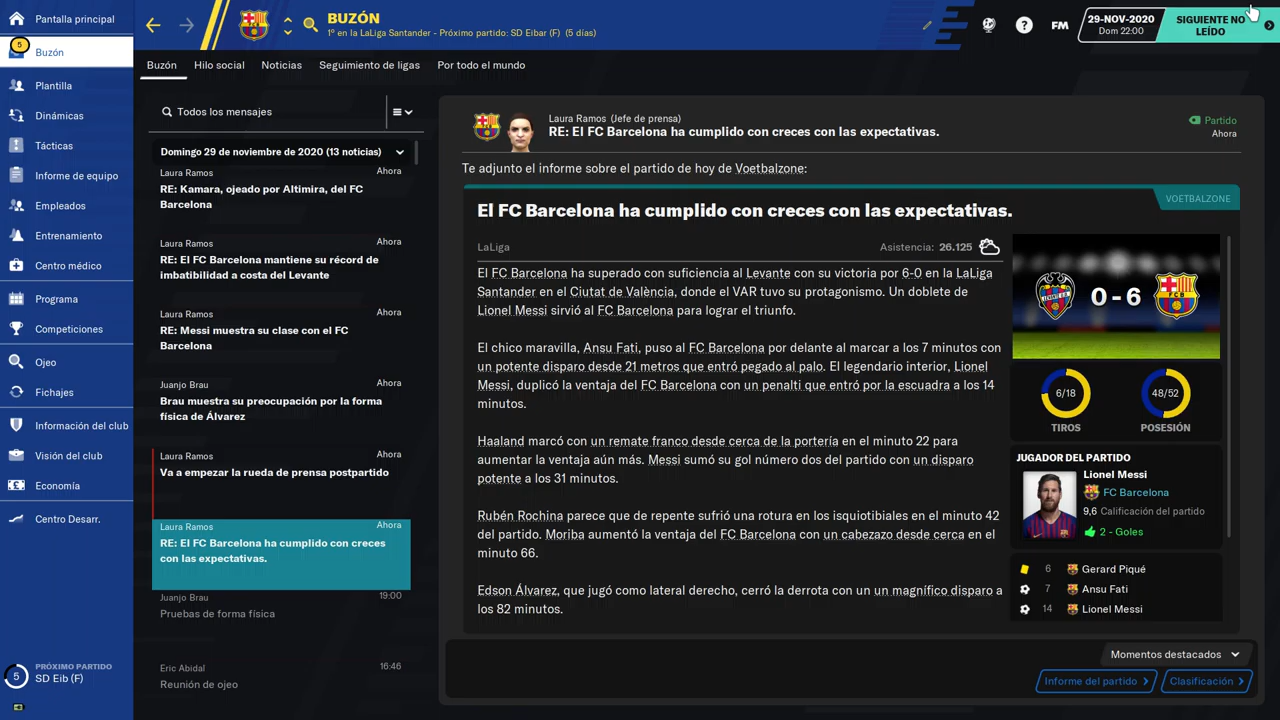 Pantalla principal
5
Buzón
Plantilla
Dinámicas
Tácticas
Informe de equipo
Empleados
Entrenamiento
Centro médico
Programa
Competiciones
Ojeo
Fichajes
Información del club
Visión del club
Economía
Centro Desarr.
5
PRÓXIMO PARTIDO
SD Eib (F)
BUZÓN
1º en la LaLiga Santander - Próximo partido: SD Eibar (F) (5 días)
?
FM
29-NOV-2020
Dom 22:00
SIGUIENTE NO
LEÍDO
Buzón
Hilo social
Noticias
Seguimiento de ligas
Por todo el mundo
Todos los mensajes
Domingo 29 de noviembre de 2020 (13 noticias)
Laura Ramos
Ahora
RE: Kamara, ojeado por Altimira, del FC
Barcelona
Laura Ramos
Ahora
RE: El FC Barcelona mantiene su récord de
imbatibilidad a costa del Levante
Laura Ramos
Ahora
RE: Messi muestra su clase con el FC
Barcelona
Juanjo Brau
Ahora
Brau muestra su preocupación por la forma
física de Álvarez
Laura Ramos
Ahora
Va a empezar la rueda de prensa postpartido
Laura Ramos
Ahora
RE: El FC Barcelona ha cumplido con creces
con las expectativas.
Juanjo Brau
19:00
Pruebas de forma física
Eric Abidal
16:46
Reunión de ojeo
Laura Ramos (Jefe de prensa)
RE: El FC Barcelona ha cumplido con creces con las expectativas.
Partido
Ahora
Te adjunto el informe sobre el partido de hoy de Voetbalzone:
VOETBALZONE
El FC Barcelona ha cumplido con creces con las expectativas.
LaLiga
Asistencia: 26.125
El FC Barcelona ha superado con suficiencia al Levante con su victoria por 6-0 en la LaLiga
Santander en el Ciutat de València, donde el VAR tuvo su protagonismo. Un doblete de
Lionel Messi sirvió al FC Barcelona para lograr el triunfo.
El chico maravilla, Ansu Fati, puso al FC Barcelona por delante al marcar a los 7 minutos con
un potente disparo desde 21 metros que entró pegado al palo. El legendario interior, Lionel
Messi, duplicó la ventaja del FC Barcelona con un penalti que entró por la escuadra a los 14
minutos.
Haaland marcó con un remate franco desde cerca de la portería en el minuto 22 para
aumentar la ventaja aún más. Messi sumó su gol número dos del partido con un disparo
potente a los 31 minutos.
Rubén Rochina parece que de repente sufrió una rotura en los isquiotibiales en el minuto 42
del partido. Moriba aumentó la ventaja del FC Barcelona con un cabezazo desde cerca en el
minuto 66.
Edson Álvarez, que jugó como lateral derecho, cerró la derrota con un un magnífico disparo a
los 82 minutos.
0 - 6
6/18
TIROS
48/52
POSESIÓN
JUGADOR DEL PARTIDO
Lionel Messi
FC Barcelona
9,6 Calificación del partido
2 - Goles
6 Gerard Piqué
7 Ansu Fati
14 Lionel Messi
Momentos destacados
Informe del partido
Clasificación